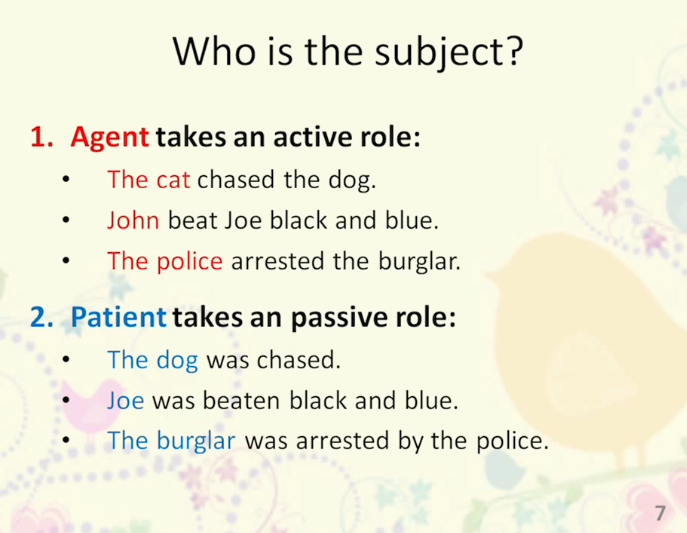 Who is the subject?
1. Agent takes an active role:
• The cat chased the dog.
• John beat Joe black and blue.
• The police arrested the burglar.
2. Patient takes an passive role:
• The dog was chased.
• Joe was beaten black and blue.
• The burglar was arrested by the police.
7